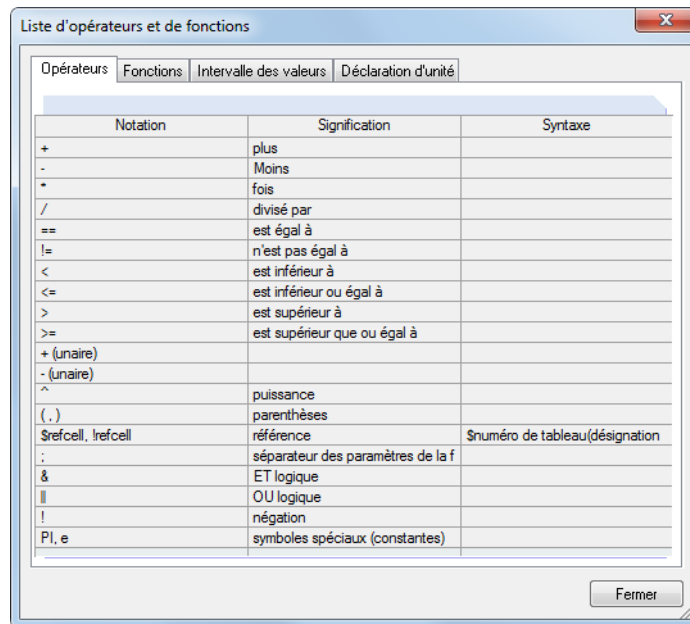 Liste d'opérateurs et de fonctions
Opérateurs Fonctions Intervalle des valeurs Déclaration d'unité
Notation Signification Syntaxe
+ plus
- Moins
* fois
/ divisé par
== est égal à
!= n'est pas égal à
< est inférieur à
<= est inférieur ou égal à
> est supérieur à
>= est supérieur que ou égal à
+ (unaire)
- (unaire)
^ puissance
( , ) parenthèses
$refcell, !refcell référence $numéro de tableau(désignation
; séparateur des paramètres de la f
& ET logique
|| OU logique
! négation
PI, e symboles spéciaux (constantes)
Fermer